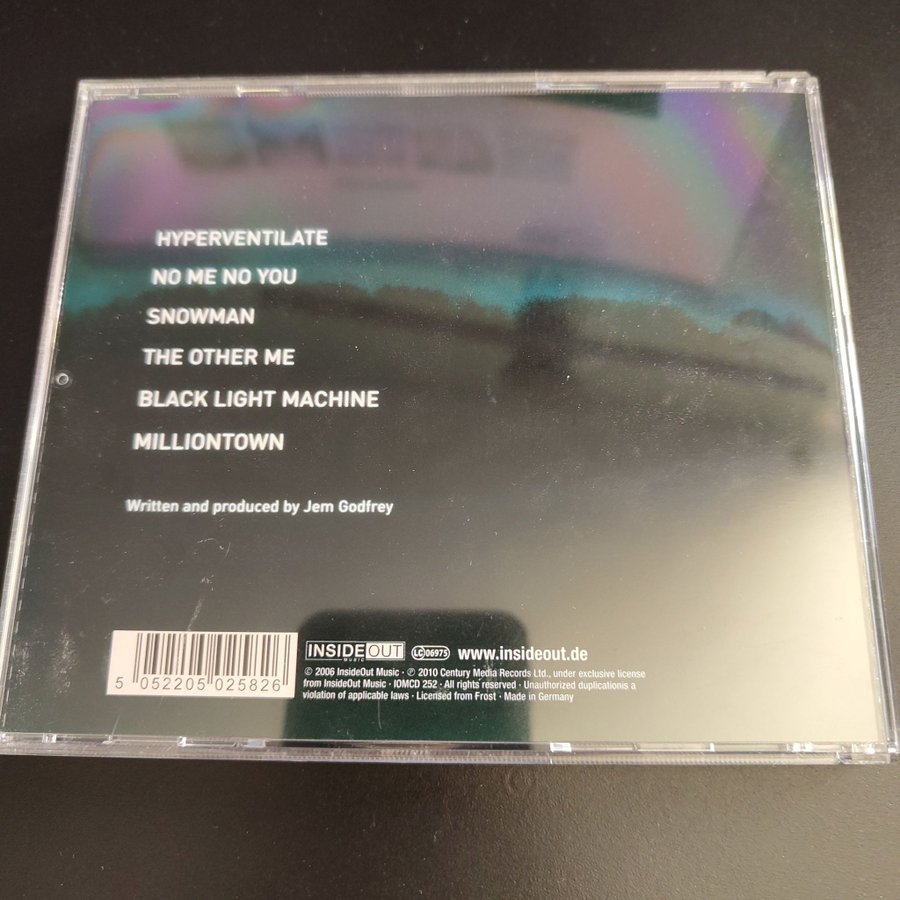 HYPERVENTILATE
NO ME NO YOU
SNOWMAN
THE OTHER ME
BLACK LIGHT MACHINE
MILLIONTOWN
Written and produced by Jem Godfrey
5 052205 025826
INSIDEOUT
MUSIC
LC 06975
www.insideout.de
© 2006 InsideOut Music · ℗ 2010 Century Media Records Ltd., under exclusive license
from InsideOut Music · IOMCD 252 · All rights reserved · Unauthorized duplicationis a
violation of applicable laws · Licensed from Frost · Made in Germany